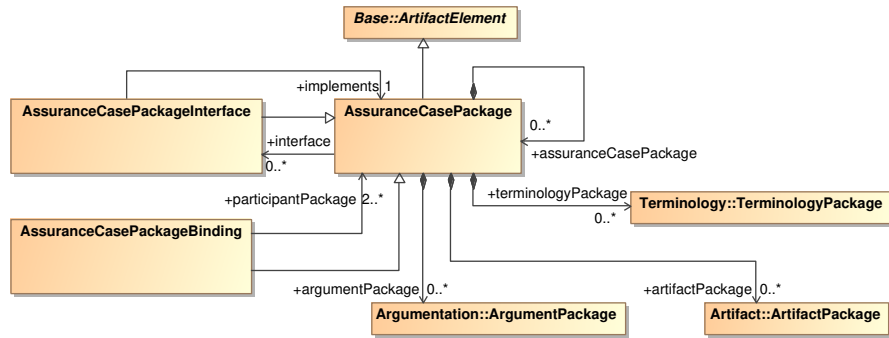 Base::ArtifactElement
+implements 1
AssuranceCasePackageInterface
AssuranceCasePackage
0..*
+interface
0..*
+assuranceCasePackage
+participantPackage 2..*
+terminologyPackage
0..*
Terminology::TerminologyPackage
AssuranceCasePackageBinding
+argumentPackage 0..*
+artifactPackage 0..*
Argumentation::ArgumentPackage
Artifact::ArtifactPackage